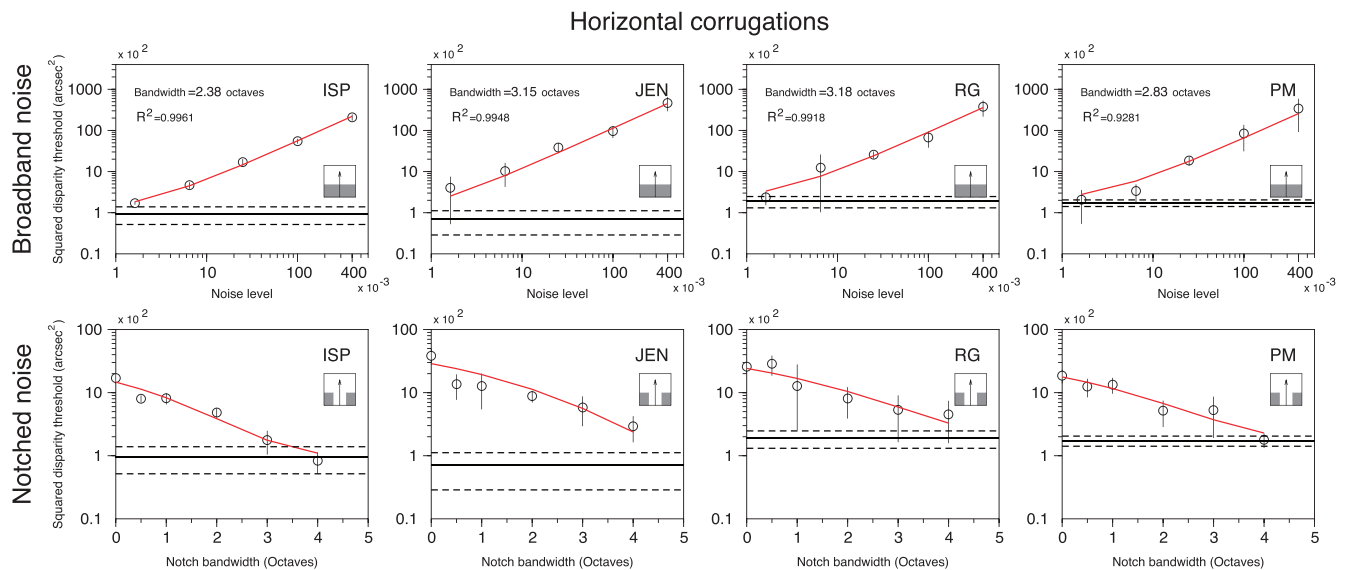 Horizontal corrugations
Broadband noise
Squared disparity threshold (arcsec2)
x 10 2
1000
100
10
1
0.1
Bandwidth=2.38 octaves
R2=0.9961
ISP
1 10 100 400
x 10 -3
Noise level
x 10 2
1000
100
10
1
0.1
Bandwidth=3.15 octaves
R2=0.9948
JEN
1 10 100 400
x 10 -3
Noise level
x 10 2
1000
100
10
1
0.1
Bandwidth=3.18 octaves
R2=0.9918
RG
1 10 100 400
x 10 -3
Noise level
x 10 2
1000
100
10
1
0.1
Bandwidth=2.83 octaves
R2=0.9281
PM
1 10 100 400
x 10 -3
Noise level
Notched noise
Squared disparity threshold (arcsec2)
x 10 2
100
10
1
0.1
ISP
0 1 2 3 4 5
Notch bandwidth (Octaves)
x 10 2
100
10
1
0.1
JEN
0 1 2 3 4 5
Notch bandwidth (Octaves)
x 10 2
100
10
1
0.1
RG
0 1 2 3 4 5
Notch bandwidth (Octaves)
x 10 2
100
10
1
0.1
PM
0 1 2 3 4 5
Notch bandwidth (Octaves)